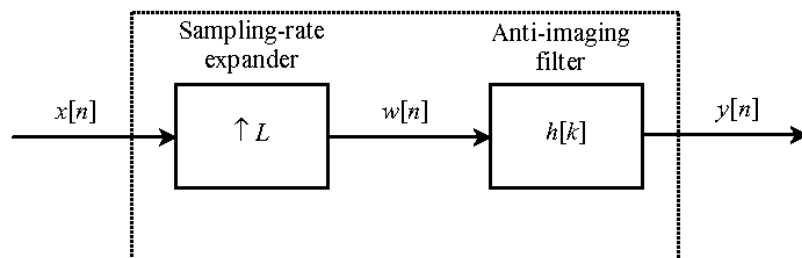 Sampling-rate
expander
Anti-imaging
filter
x[n]
↑ L
w[n]
h[k]
y[n]